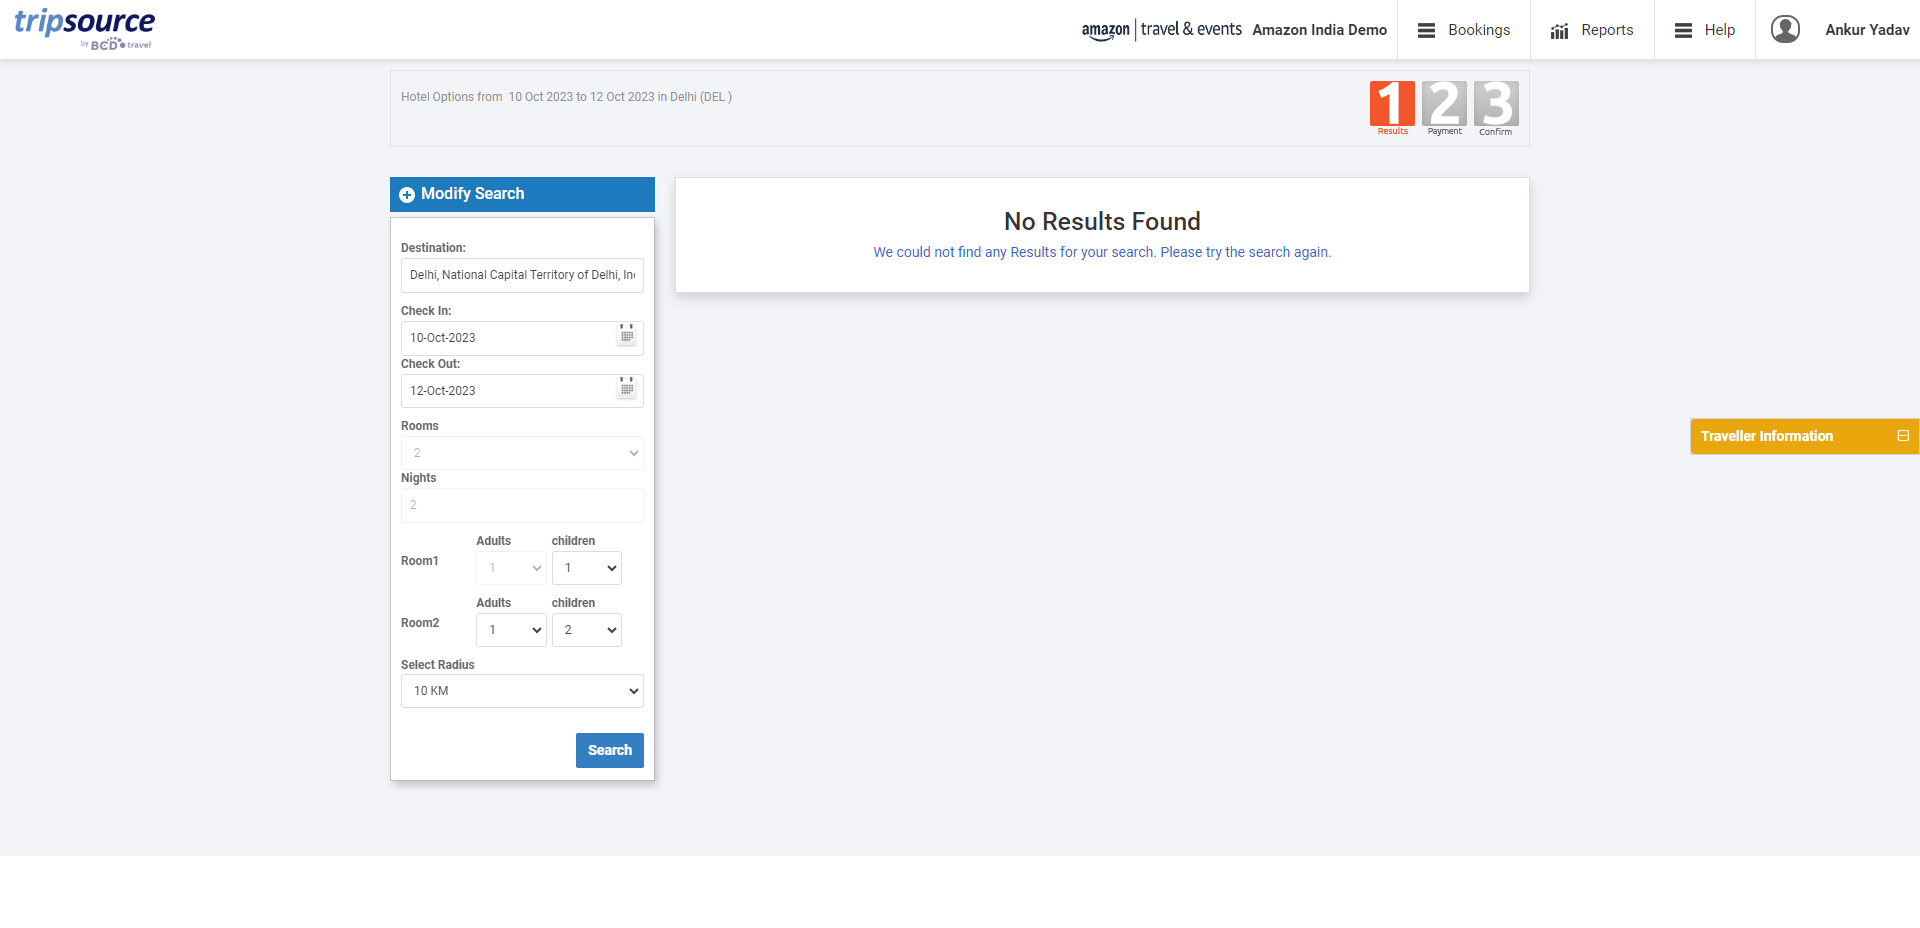 tripsource
by BCD travel
amazon travel & events
Amazon India Demo
Bookings
Reports
Help
Ankur Yadav
Hotel Options from 10 Oct 2023 to 12 Oct 2023 in Delhi (DEL )
1 2 3
Results Payment Confirm
Modify Search
Destination:
Delhi, National Capital Territory of Delhi, In
Check In:
10-Oct-2023
Check Out:
12-Oct-2023
Rooms
2
Nights
2
Adults children
Room1 1 1
Adults children
Room2 1 2
Select Radius
10 KM
Search
No Results Found
We could not find any Results for your search. Please try the search again.
Traveller Information